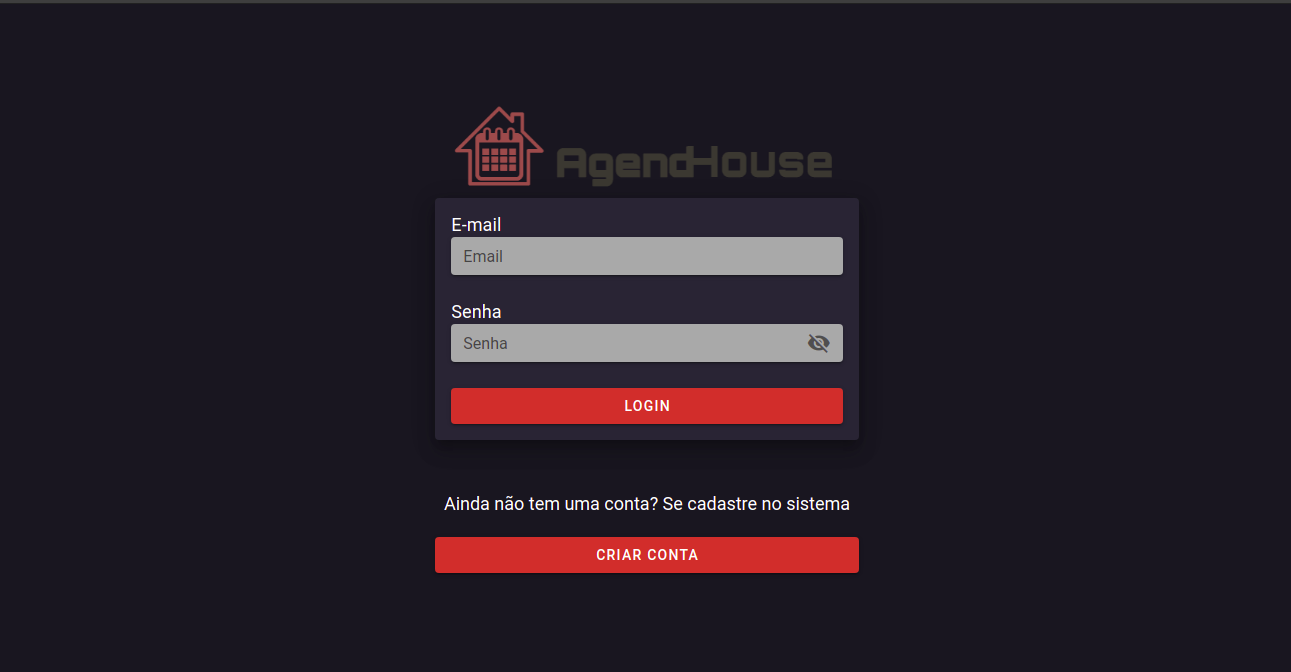 AgendHouse
E-mail
Email
Senha
Senha
LOGIN
Ainda não tem uma conta? Se cadastre no sistema
CRIAR CONTA